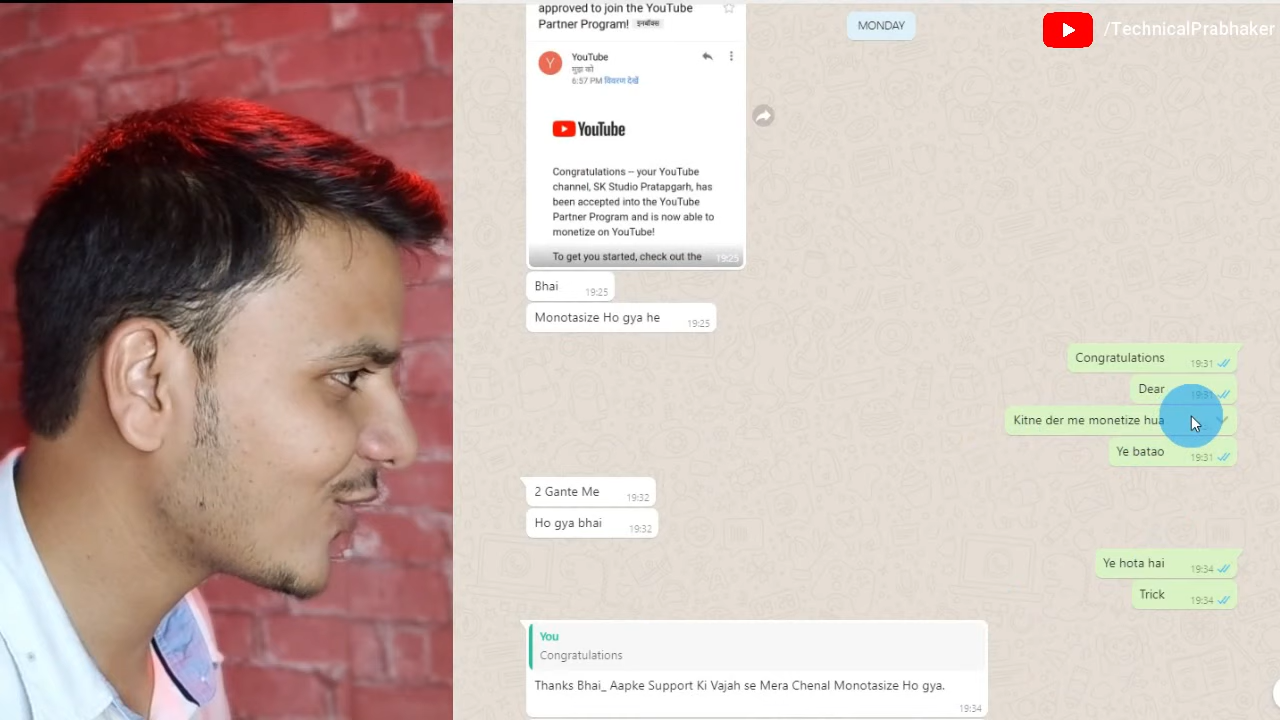 approved to join the YouTube
Partner Program! इनबॉक्स
MONDAY
/TechnicalPrabhaker
YouTube
Y
मुझ को
6:57 PM विवरण देखें
YouTube
Congratulations – your YouTube
channel, SK Studio Pratapgarh, has
been accepted into the YouTube
Partner Program and is now able to
monetize on YouTube!
To get you started, check out the
19:25
Bhai 19:25
Monotasize Ho gya he 19:25
Congratulations 19:31
Dear 19:31
Kitne der me monetize hua
Ye batao 19:31
2 Gante Me 19:32
Ho gya bhai 19:32
Ye hota hai 19:34
Trick 19:34
You
Congratulations
Thanks Bhai_ Aapke Support Ki Vajah se Mera Chenal Monotasize Ho gya.
19:34